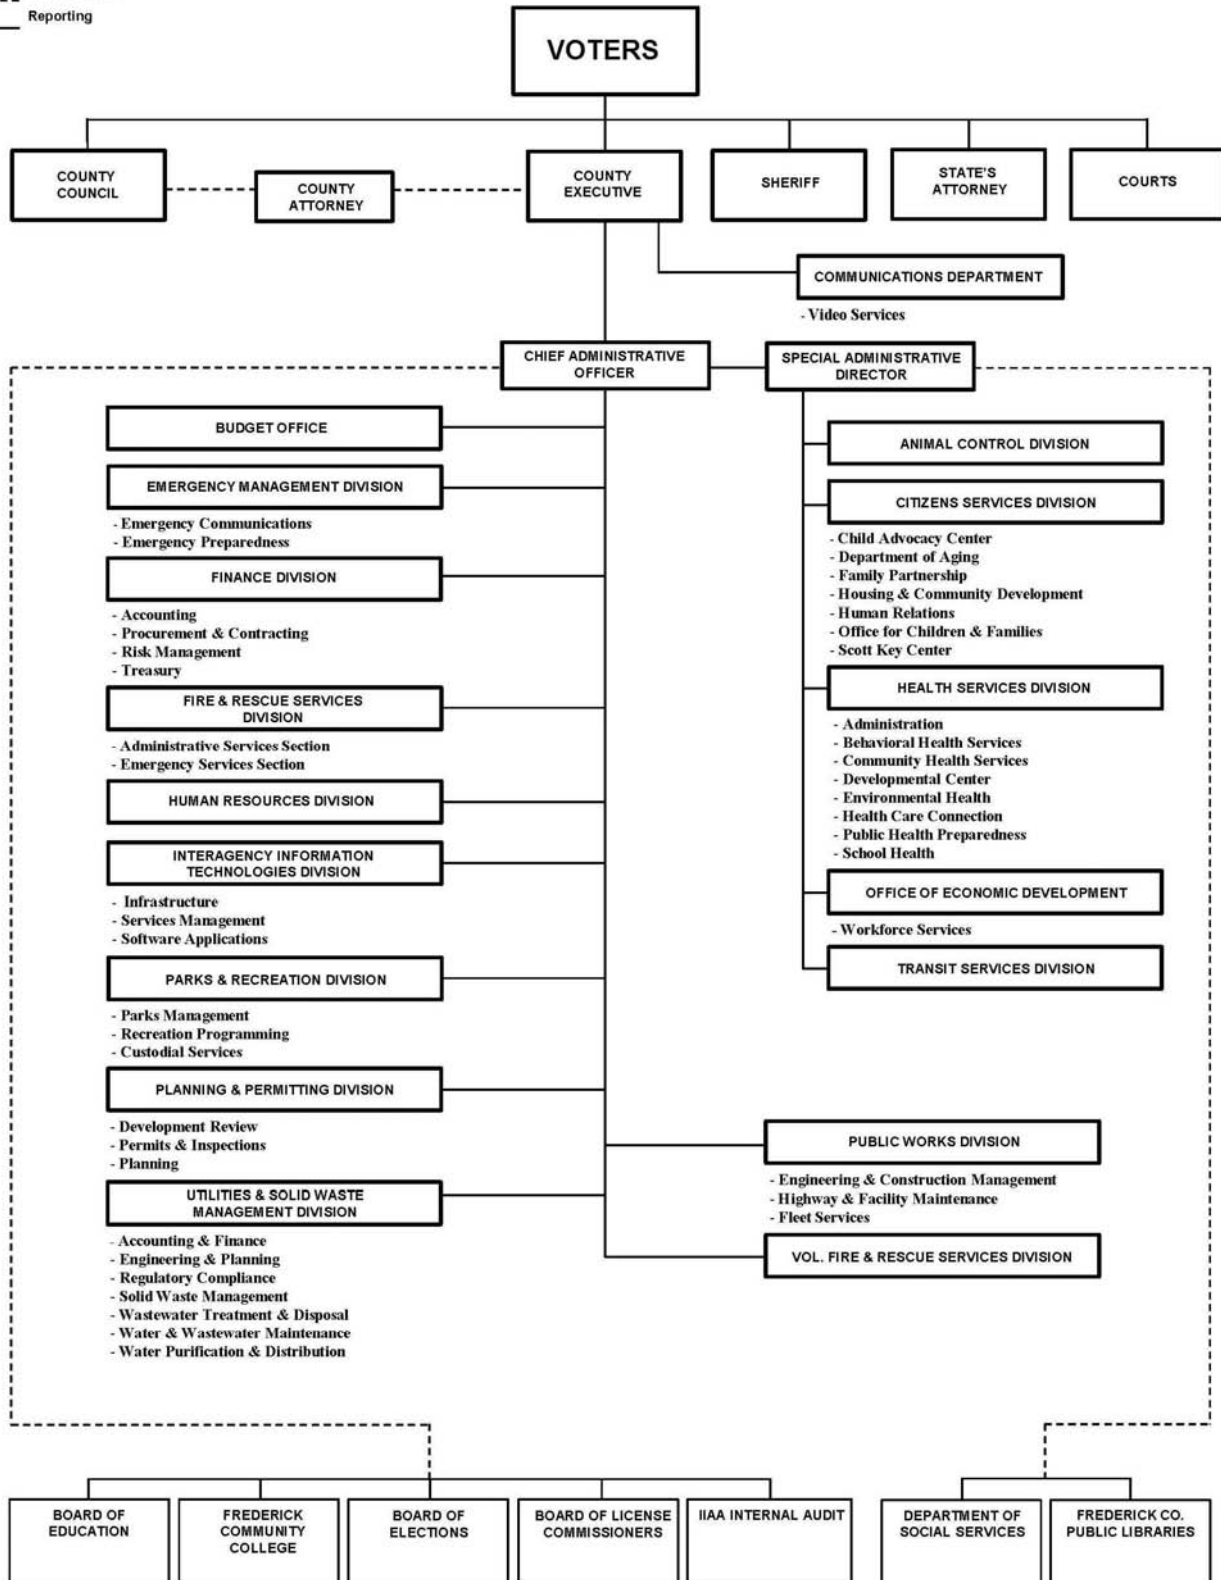 Reporting
VOTERS
COUNTY
COUNCIL
COUNTY
ATTORNEY
COUNTY
EXECUTIVE
SHERIFF
STATE'S
ATTORNEY
COURTS
COMMUNICATIONS DEPARTMENT
- Video Services
CHIEF ADMINISTRATIVE
OFFICER
SPECIAL ADMINISTRATIVE
DIRECTOR
BUDGET OFFICE
EMERGENCY MANAGEMENT DIVISION
- Emergency Communications
- Emergency Preparedness
FINANCE DIVISION
- Accounting
- Procurement & Contracting
- Risk Management
- Treasury
FIRE & RESCUE SERVICES
DIVISION
- Administrative Services Section
- Emergency Services Section
HUMAN RESOURCES DIVISION
INTERAGENCY INFORMATION
TECHNOLOGIES DIVISION
- Infrastructure
- Services Management
- Software Applications
PARKS & RECREATION DIVISION
- Parks Management
- Recreation Programming
- Custodial Services
PLANNING & PERMITTING DIVISION
- Development Review
- Permits & Inspections
- Planning
UTILITIES & SOLID WASTE
MANAGEMENT DIVISION
- Accounting & Finance
- Engineering & Planning
- Regulatory Compliance
- Solid Waste Management
- Wastewater Treatment & Disposal
- Water & Wastewater Maintenance
- Water Purification & Distribution
ANIMAL CONTROL DIVISION
CITIZENS SERVICES DIVISION
- Child Advocacy Center
- Department of Aging
- Family Partnership
- Housing & Community Development
- Human Relations
- Office for Children & Families
- Scott Key Center
HEALTH SERVICES DIVISION
- Administration
- Behavioral Health Services
- Community Health Services
- Developmental Center
- Environmental Health
- Health Care Connection
- Public Health Preparedness
- School Health
OFFICE OF ECONOMIC DEVELOPMENT
- Workforce Services
TRANSIT SERVICES DIVISION
PUBLIC WORKS DIVISION
- Engineering & Construction Management
- Highway & Facility Maintenance
- Fleet Services
VOL. FIRE & RESCUE SERVICES DIVISION
BOARD OF
EDUCATION
FREDERICK
COMMUNITY
COLLEGE
BOARD OF
ELECTIONS
BOARD OF LICENSE
COMMISSIONERS
IIAA INTERNAL AUDIT
DEPARTMENT OF
SOCIAL SERVICES
FREDERICK CO.
PUBLIC LIBRARIES